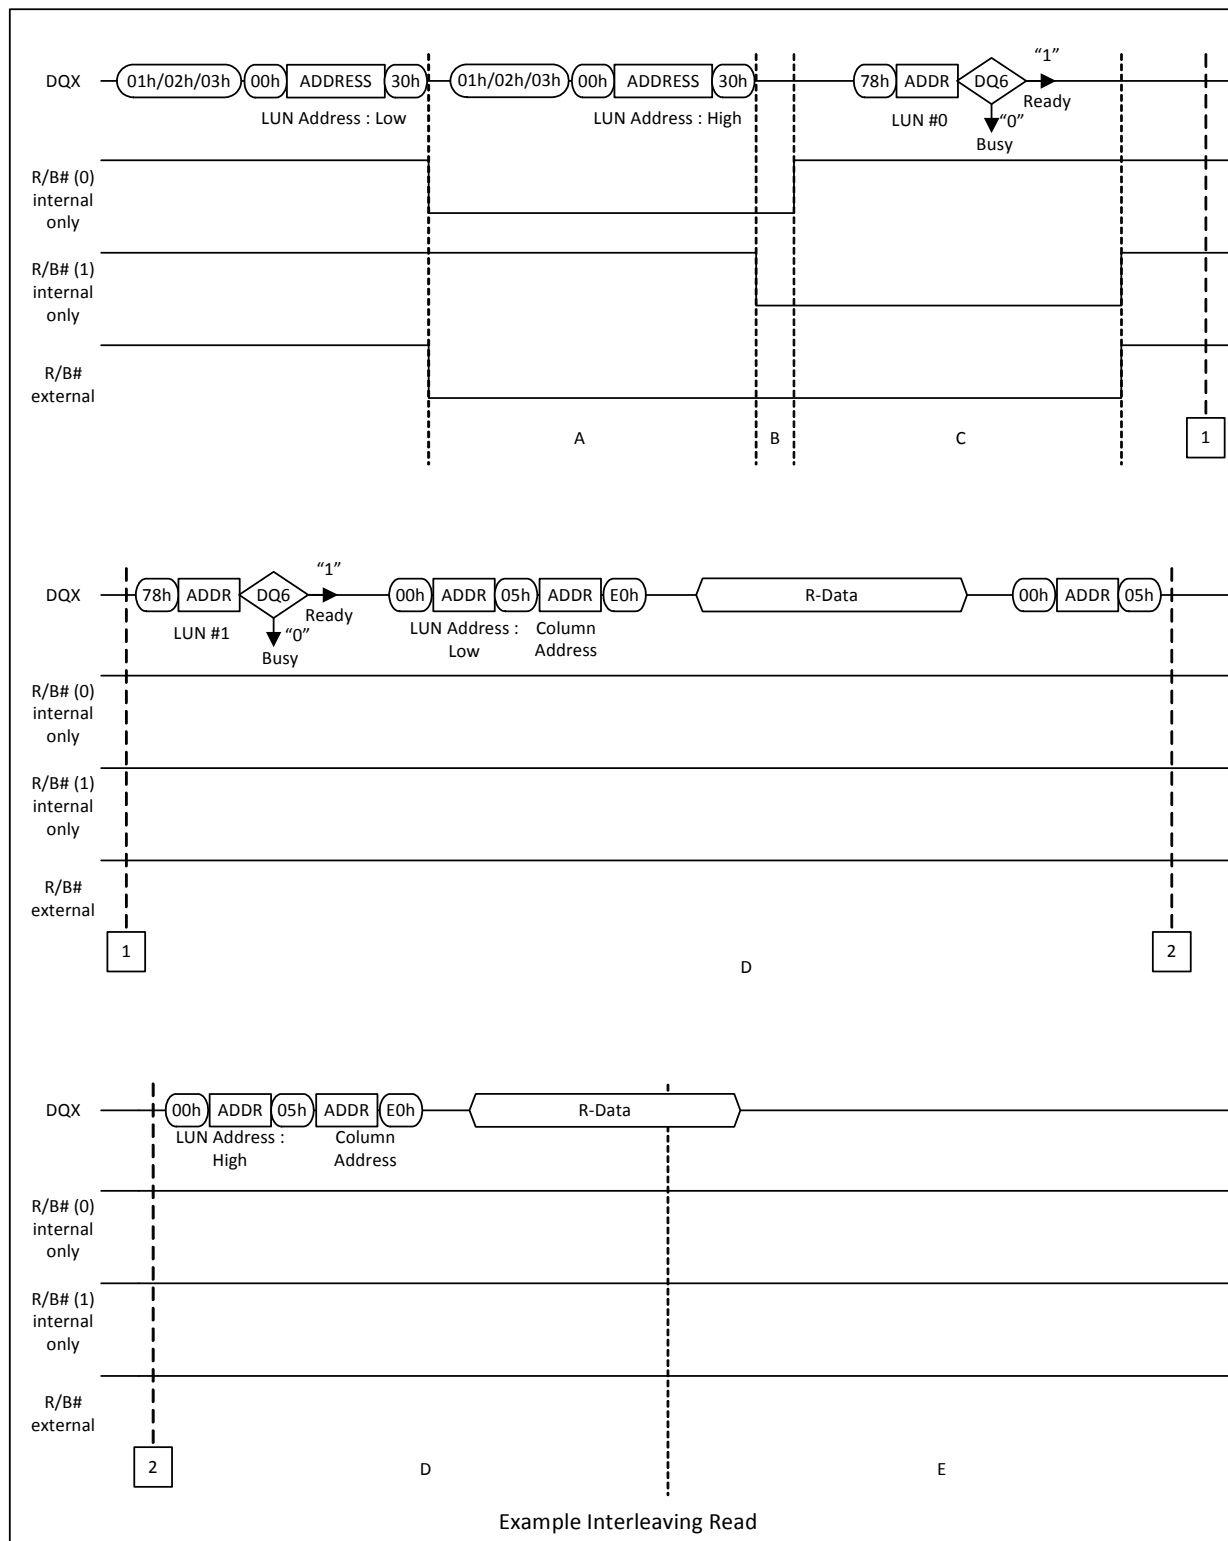 “1”
DQX 01h/02h/03h 00h ADDRESS 30h 01h/02h/03h 00h ADDRESS 30h 78h ADDR DQ6
Ready
LUN Address : Low LUN Address : High LUN #0 “0”
Busy
R/B# (0)
internal
only
R/B# (1)
internal
only
R/B#
external
A B C 1
“1”
DQX 78h ADDR DQ6 00h ADDR 05h ADDR E0h R-Data 00h ADDR 05h
Ready
LUN #1 “0” LUN Address : Column
Low Address
Busy
R/B# (0)
internal
only
R/B# (1)
internal
only
R/B#
external
1 2
D
DQX 00h ADDR 05h ADDR E0h R-Data
LUN Address : Column
High Address
R/B# (0)
internal
only
R/B# (1)
internal
only
R/B#
external
2 D E
Example Interleaving Read